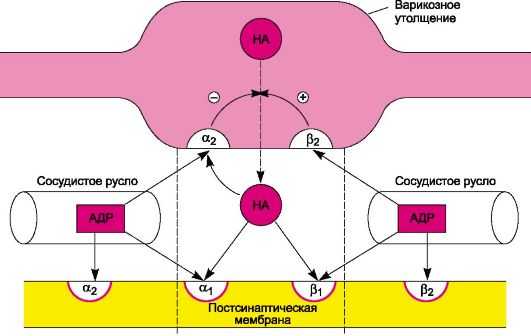 Варикозное
утолщение
НА
− +
α2 β2
Сосудистое русло
Сосудистое русло
АДР
НА
АДР
α2 α1 β1 β2
Постсинаптическая
мембрана